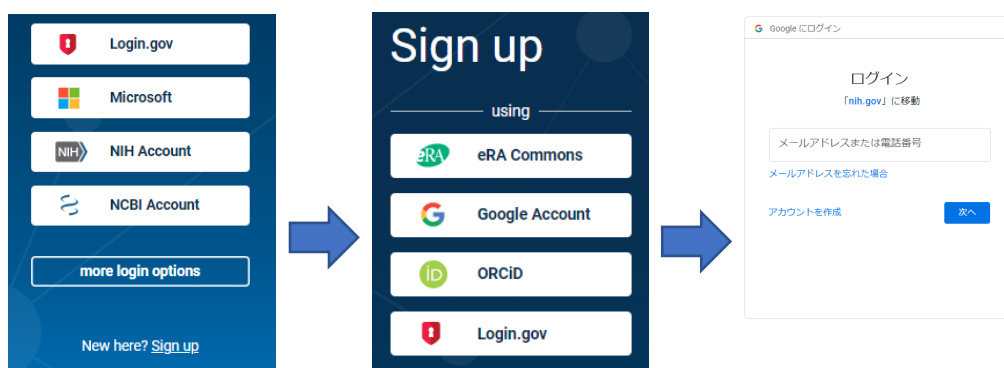 Login.gov
Microsoft
NIH
NIH Account
NCBI Account
more login options
New here? Sign up
Sign up
using
eRA
eRA Commons
G
Google Account
iD
ORCiD
Login.gov
G Google にログイン
ログイン
「nih.gov」に移動
メールアドレスまたは電話番号
メールアドレスを忘れた場合
アカウントを作成
次へ